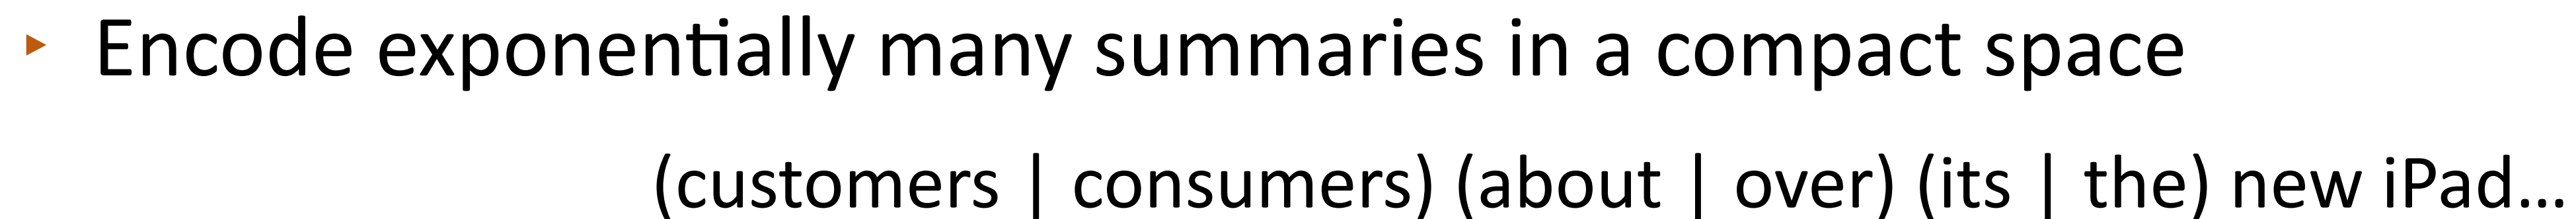 Encode exponentially many summaries in a compact space
(customers | consumers) (about | over) (its | the) new iPad...